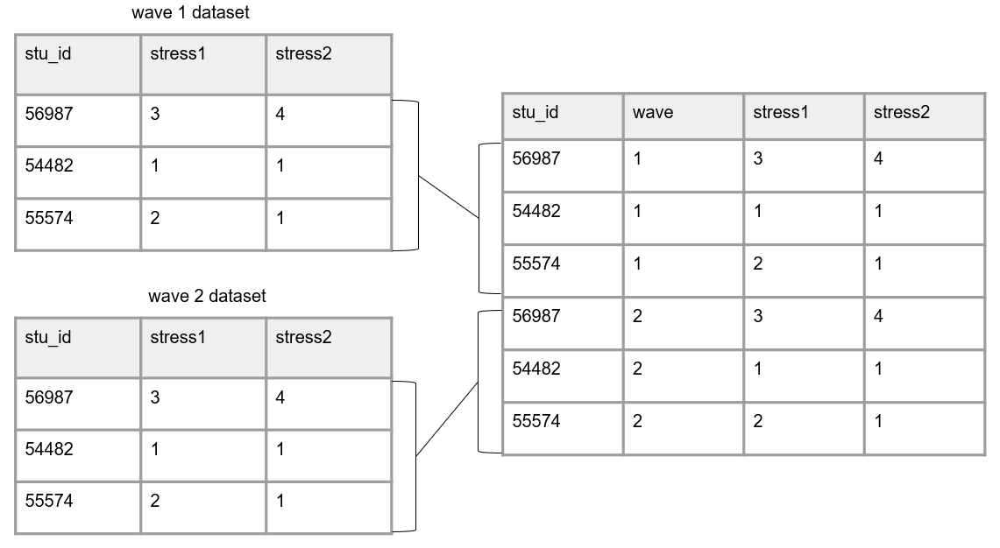 wave 1 dataset
stu_id stress1 stress2
56987 3 4
54482 1 1
55574 2 1
wave 2 dataset
stu_id stress1 stress2
56987 3 4
54482 1 1
55574 2 1
stu_id wave stress1 stress2
56987 1 3 4
54482 1 1 1
55574 1 2 1
56987 2 3 4
54482 2 1 1
55574 2 2 1